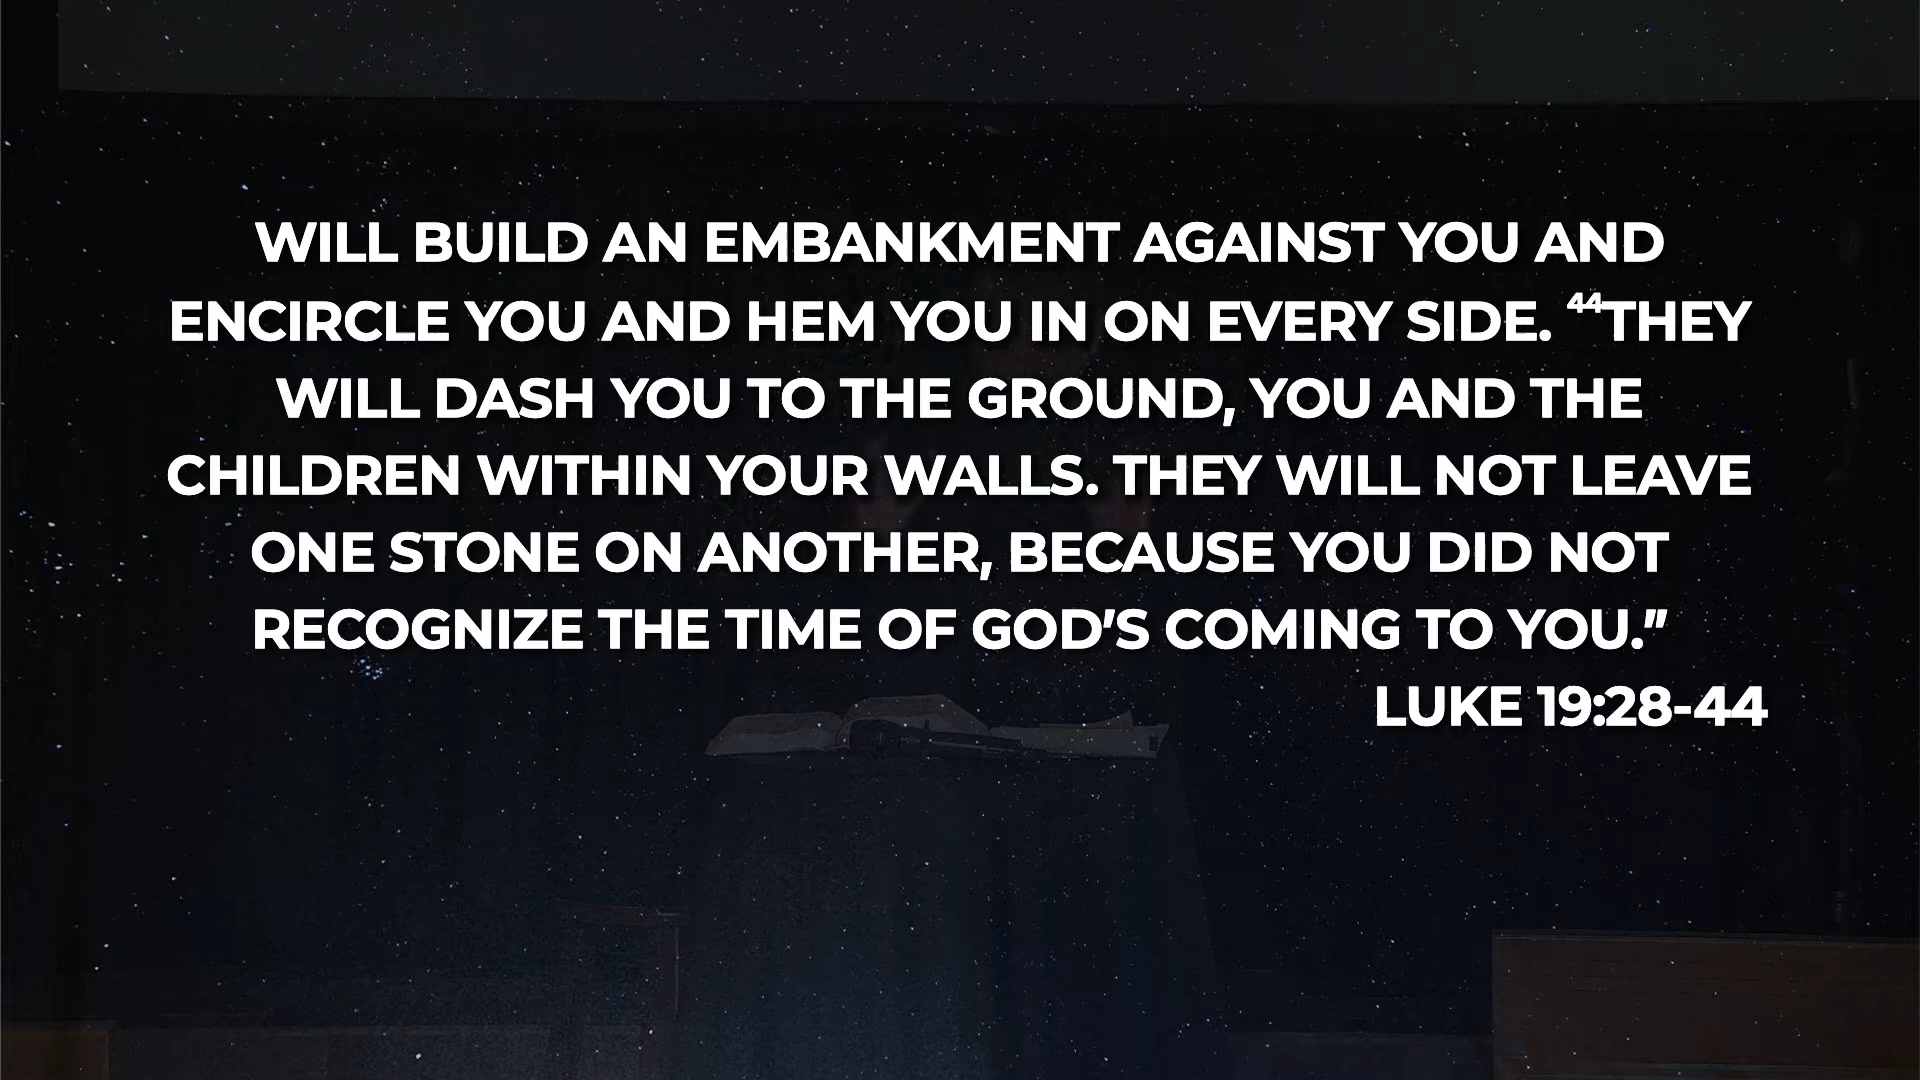 WILL BUILD AN EMBANKMENT AGAINST YOU AND
ENCIRCLE YOU AND HEM YOU IN ON EVERY SIDE. ⁴⁴THEY
WILL DASH YOU TO THE GROUND, YOU AND THE
CHILDREN WITHIN YOUR WALLS. THEY WILL NOT LEAVE
ONE STONE ON ANOTHER, BECAUSE YOU DID NOT
RECOGNIZE THE TIME OF GOD’S COMING TO YOU.”
LUKE 19:28-44